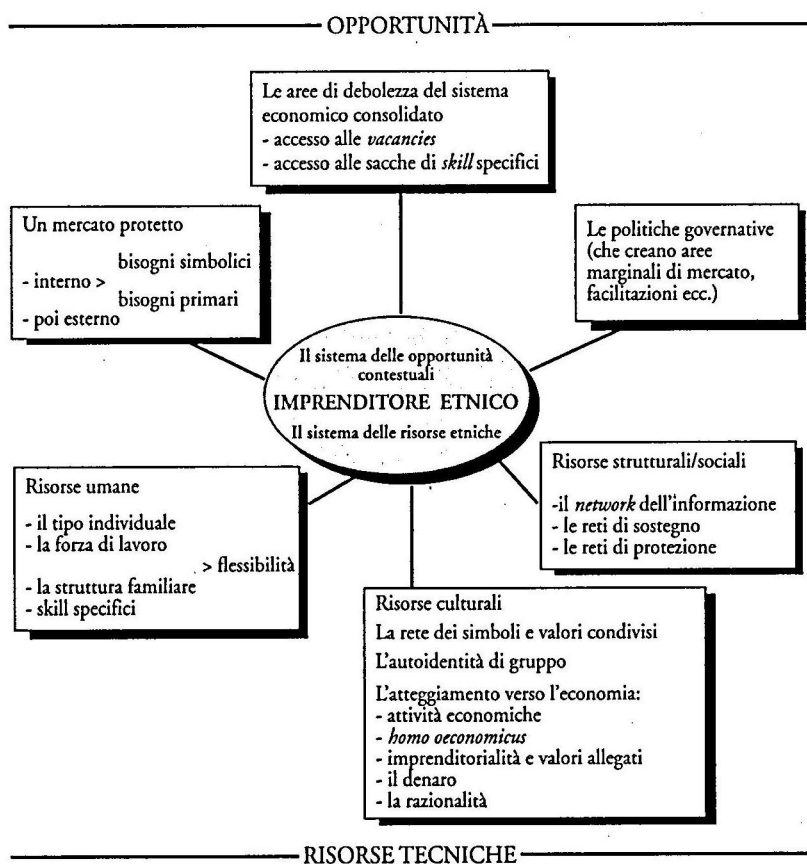 OPPORTUNITÀ
Le aree di debolezza del sistema
economico consolidato
- accesso alle vacancies
- accesso alle sacche di skill specifici
Un mercato protetto
bisogni simbolici
- interno >
bisogni primari
- poi esterno
Le politiche governative
(che creano aree
marginali di mercato,
facilitazioni ecc.)
Il sistema delle opportunità
contestuali
IMPRENDITORE ETNICO
Il sistema delle risorse etniche
Risorse umane
- il tipo individuale
- la forza di lavoro
> flessibilità
- la struttura familiare
- skill specifici
Risorse strutturali/sociali
-il network dell'informazione
- le reti di sostegno
- le reti di protezione
Risorse culturali
La rete dei simboli e valori condivisi
L'autoidentità di gruppo
L'atteggiamento verso l'economia:
- attività economiche
- homo oeconomicus
- imprenditorialità e valori allegati
- il denaro
- la razionalità
RISORSE TECNICHE